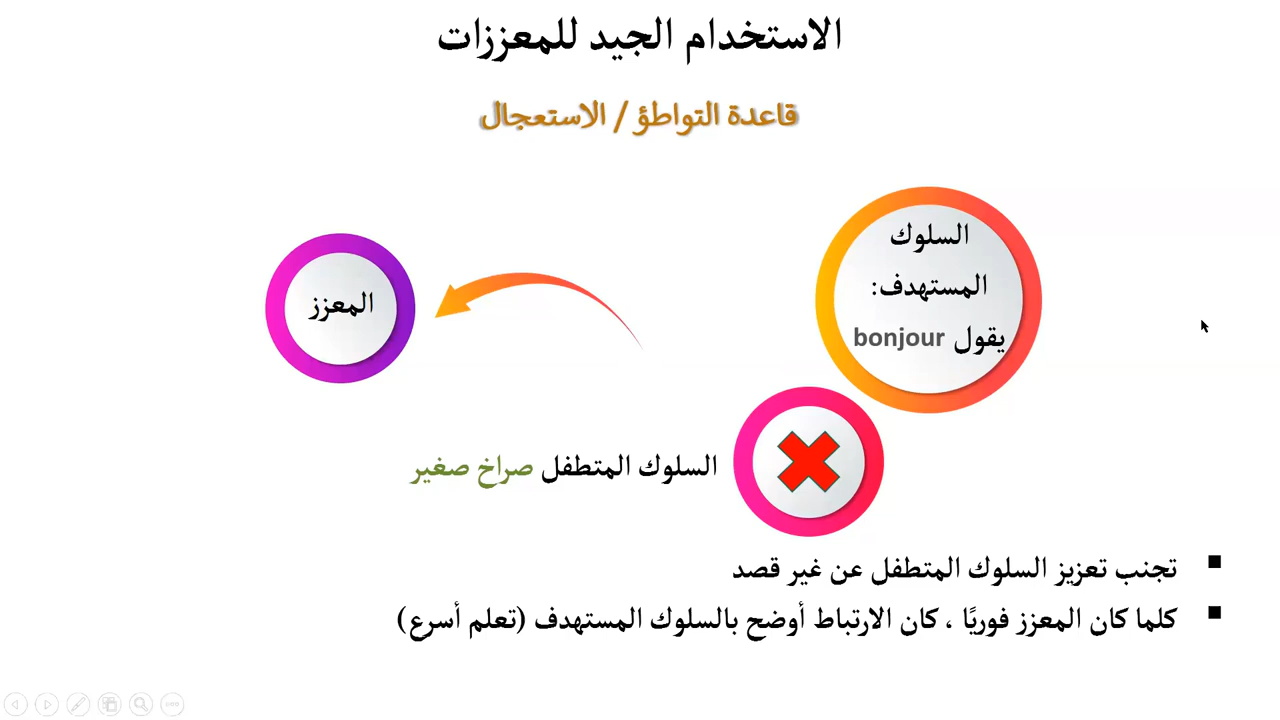 الاستخدام الجيد للمعززات
قاعدة التواطؤ / الاستعجال
السلوك
المستهدف:
يقول bonjour
المعزز
السلوك المتطفل صراخ صغير
▪ تجنب تعزيز السلوك المتطفل عن غير قصد
▪ كلما كان المعزز فوريًا ، كان الارتباط أوضح بالسلوك المستهدف (تعلم أسرع)